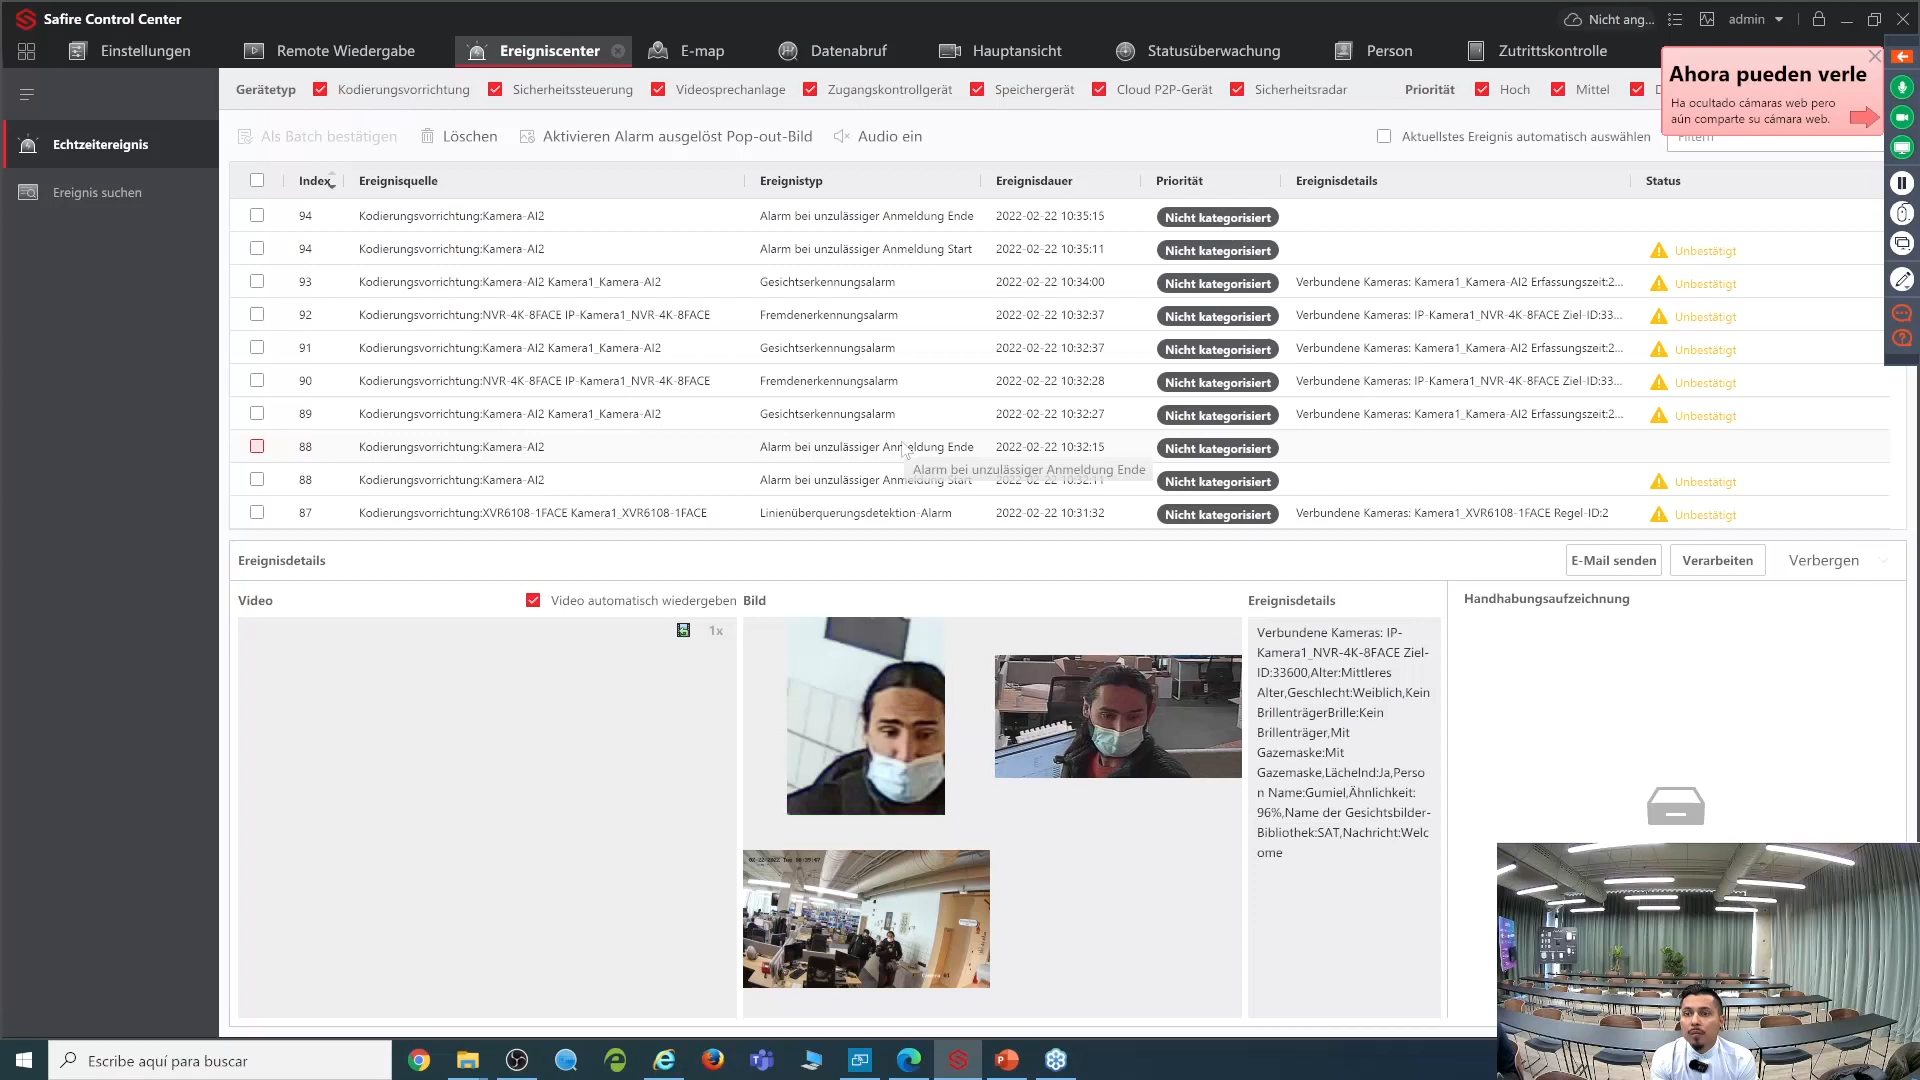 Safire Control Center
Nicht ang...
admin
Einstellungen
Remote Wiedergabe
Ereigniscenter
E-map
Datenabruf
Hauptansicht
Statusüberwachung
Person
Zutrittskontrolle
Ahora pueden verle
Ha ocultado cámaras web pero
aún comparte su cámara web.
Gerätetyp
Kodierungsvorrichtung
Sicherheitssteuerung
Videosprechanlage
Zugangskontrollgerät
Speichergerät
Cloud P2P-Gerät
Sicherheitsradar
Priorität
Hoch
Mittel
Als Batch bestätigen
Löschen
Aktivieren Alarm ausgelöst Pop-out-Bild
Audio ein
Aktuellstes Ereignis automatisch auswählen
Filtern
Echtzeitereignis
Ereignis suchen
Index Ereignisquelle Ereignistyp Ereignisdauer Priorität Ereignisdetails Status
94 Kodierungsvorrichtung:Kamera-AI2 Alarm bei unzulässiger Anmeldung Ende 2022-02-22 10:35:15 Nicht kategorisiert
94 Kodierungsvorrichtung:Kamera-AI2 Alarm bei unzulässiger Anmeldung Start 2022-02-22 10:35:11 Nicht kategorisiert Unbestätigt
93 Kodierungsvorrichtung:Kamera-AI2 Kamera1_Kamera-AI2 Gesichtserkennungsalarm 2022-02-22 10:34:00 Nicht kategorisiert Verbundene Kameras: Kamera1_Kamera-AI2 Erfassungszeit:2... Unbestätigt
92 Kodierungsvorrichtung:NVR-4K-8FACE IP-Kamera1_NVR-4K-8FACE Fremdenerkennungsalarm 2022-02-22 10:32:37 Nicht kategorisiert Verbundene Kameras: IP-Kamera1_NVR-4K-8FACE Ziel-ID:33... Unbestätigt
91 Kodierungsvorrichtung:Kamera-AI2 Kamera1_Kamera-AI2 Gesichtserkennungsalarm 2022-02-22 10:32:37 Nicht kategorisiert Verbundene Kameras: Kamera1_Kamera-AI2 Erfassungszeit:2... Unbestätigt
90 Kodierungsvorrichtung:NVR-4K-8FACE IP-Kamera1_NVR-4K-8FACE Fremdenerkennungsalarm 2022-02-22 10:32:28 Nicht kategorisiert Verbundene Kameras: IP-Kamera1_NVR-4K-8FACE Ziel-ID:33... Unbestätigt
89 Kodierungsvorrichtung:Kamera-AI2 Kamera1_Kamera-AI2 Gesichtserkennungsalarm 2022-02-22 10:32:27 Nicht kategorisiert Verbundene Kameras: Kamera1_Kamera-AI2 Erfassungszeit:2... Unbestätigt
88 Kodierungsvorrichtung:Kamera-AI2 Alarm bei unzulässiger Anmeldung Ende 2022-02-22 10:32:15 Nicht kategorisiert
Alarm bei unzulässiger Anmeldung Ende
88 Kodierungsvorrichtung:Kamera-AI2 Alarm bei unzulässiger Anmeldung Start 2022-02-22 10:32:11 Nicht kategorisiert Unbestätigt
87 Kodierungsvorrichtung:XVR6108-1FACE Kamera1_XVR6108-1FACE Linienüberquerungsdetektion-Alarm 2022-02-22 10:31:32 Nicht kategorisiert Verbundene Kameras: Kamera1_XVR6108-1FACE Regel-ID:2 Unbestätigt
Ereignisdetails
E-Mail senden
Verarbeiten
Verbergen
Video
Video automatisch wiedergeben
Bild
Ereignisdetails
Handhabungsaufzeichnung
1x
Verbundene Kameras: IP-
Kamera1_NVR-4K-8FACE Ziel-
ID:33600,Alter:Mittleres
Alter,Geschlecht:Weiblich,Kein
BrillenträgerBrille:Kein
Brillenträger,Mit
Gazemaske:Mit
Gazemaske,Lächelnd:Ja,Perso
n Name:Gumiel,Ähnlichkeit:
96%,Name der Gesichtsbilder-
Bibliothek:SAT,Nachricht:Welc
ome
Escribe aquí para buscar